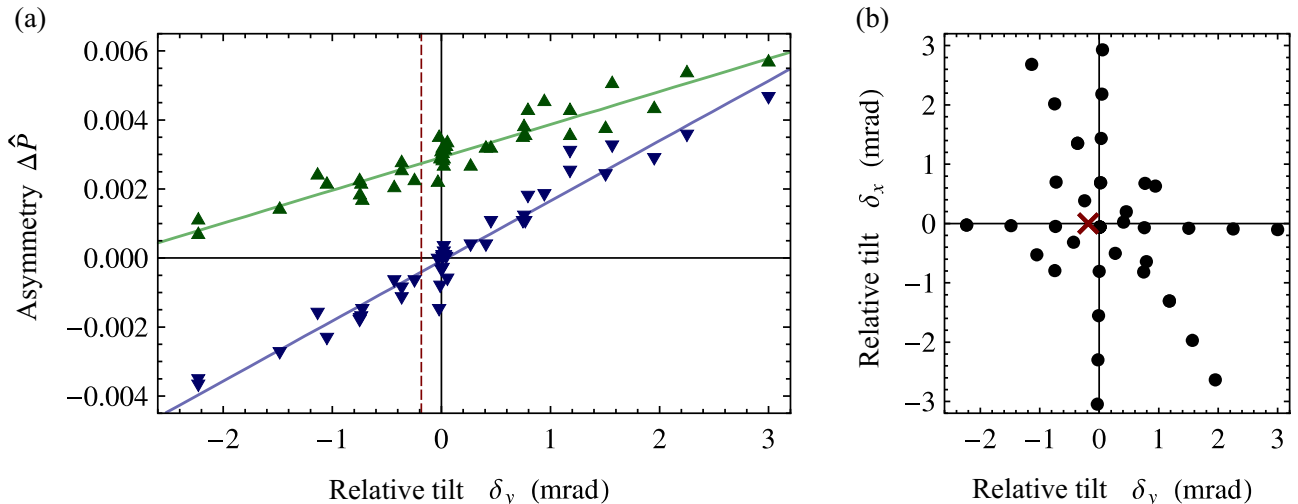 (a)
0.006
0.004
0.002
0.000
−0.002
−0.004
Asymmetry ΔP̂
−2 −1 0 1 2 3
Relative tilt δy (mrad)
(b)
3
2
1
0
−1
−2
−3
Relative tilt δx (mrad)
−2 −1 0 1 2 3
Relative tilt δy (mrad)